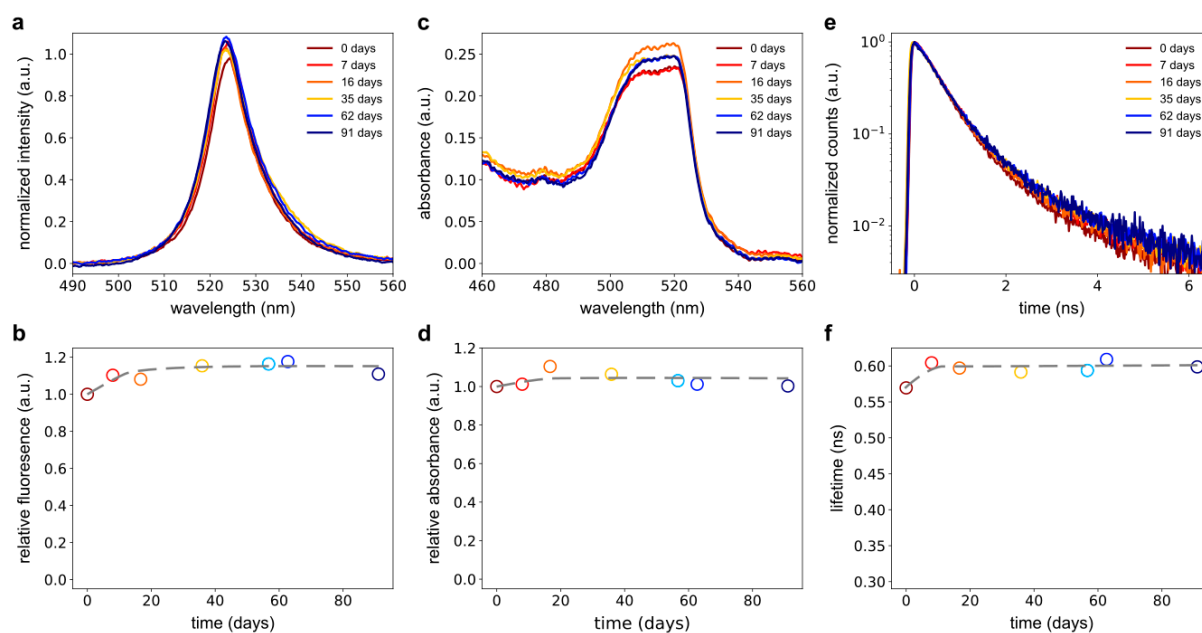 a
normalized intensity (a.u.)
1.0
0.8
0.6
0.4
0.2
0.0
490 500 510 520 530 540 550 560
wavelength (nm)
0 days
7 days
16 days
35 days
62 days
91 days
c
absorbance (a.u.)
0.25
0.20
0.15
0.10
0.05
0.00
460 480 500 520 540 560
wavelength (nm)
0 days
7 days
16 days
35 days
62 days
91 days
e
normalized counts (a.u.)
10⁰
10⁻¹
10⁻²
0 2 4 6
time (ns)
0 days
7 days
16 days
35 days
62 days
91 days
b
relative fluoresence (a.u.)
1.2
1.0
0.8
0.6
0.4
0.2
0.0
0 20 40 60 80
time (days)
d
relative absorbance (a.u.)
1.2
1.0
0.8
0.6
0.4
0.2
0.0
0 20 40 60 80
time (days)
f
lifetime (ns)
0.60
0.55
0.50
0.45
0.40
0.35
0.30
0 20 40 60 80
time (days)